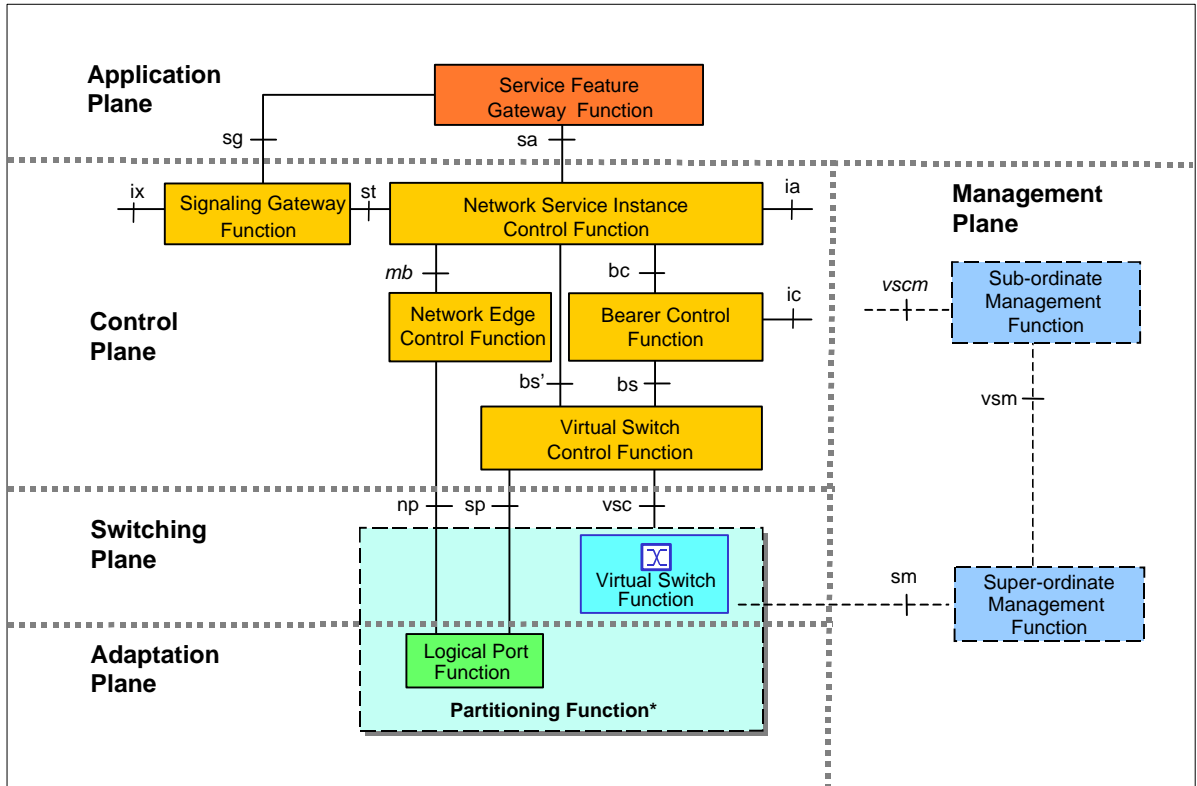 Application
Plane
Service Feature
Gateway Function
sg
sa
ix
Signaling Gateway
Function
st
Network Service Instance
Control Function
ia
Management
Plane
mb
bc
Control
Plane
Network Edge
Control Function
Bearer Control
Function
ic
vscm
Sub-ordinate
Management
Function
bs’
bs
vsm
Virtual Switch
Control Function
Switching
Plane
np
sp
vsc
Virtual Switch
Function
sm
Super-ordinate
Management
Function
Adaptation
Plane
Logical Port
Function
Partitioning Function*